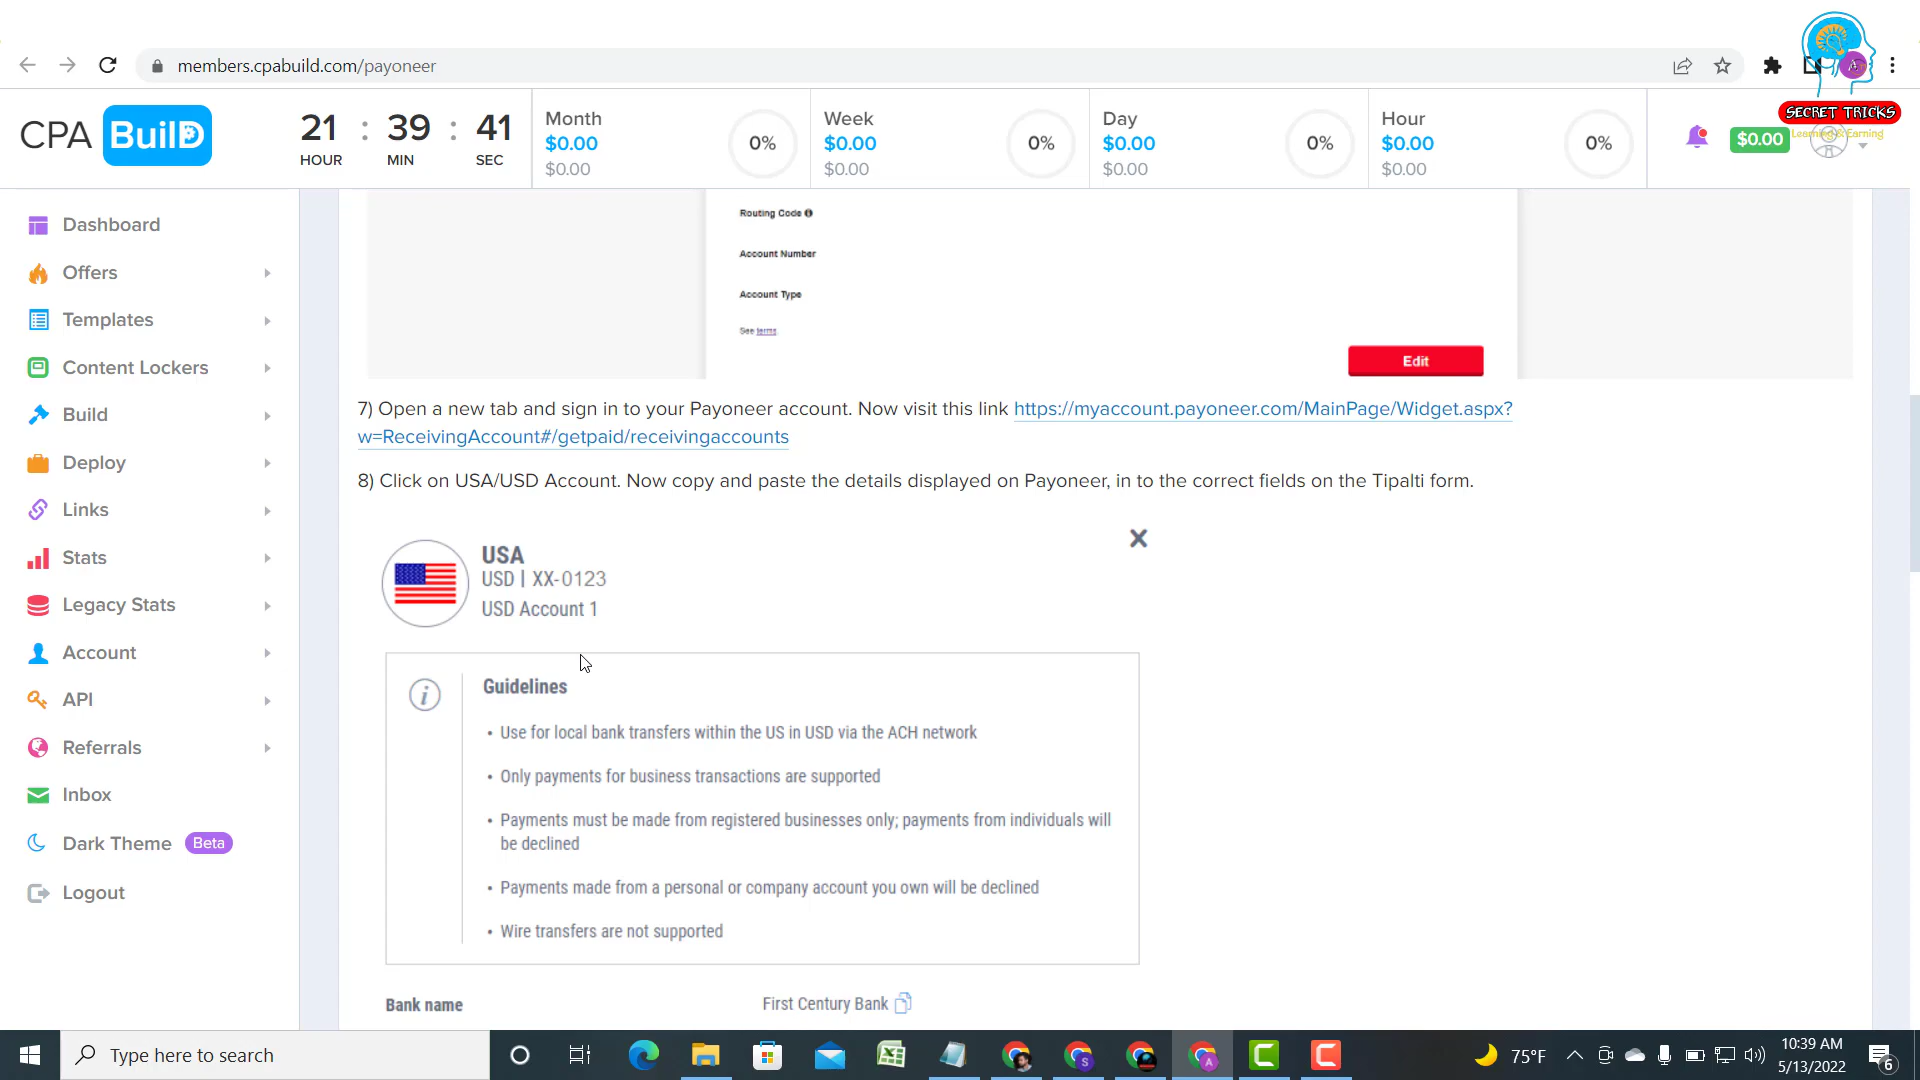 members.cpabuild.com/payoneer
SECRET TRICKS
Learning & Earning
CPA BuilD
21 : 39 : 41
HOUR MIN SEC
Month
$0.00
$0.00
0%
Week
$0.00
$0.00
0%
Day
$0.00
$0.00
0%
Hour
$0.00
$0.00
0%
$0.00
Dashboard
Offers
Templates
Content Lockers
Build
Deploy
Links
Stats
Legacy Stats
Account
API
Referrals
Inbox
Dark Theme Beta
Logout
Routing Code
Account Number
Account Type
See terms
Edit
7) Open a new tab and sign in to your Payoneer account. Now visit this link https://myaccount.payoneer.com/MainPage/Widget.aspx?
w=ReceivingAccount#/getpaid/receivingaccounts
8) Click on USA/USD Account. Now copy and paste the details displayed on Payoneer, in to the correct fields on the Tipalti form.
USA
USD | XX-0123
USD Account 1
Guidelines
• Use for local bank transfers within the US in USD via the ACH network
• Only payments for business transactions are supported
• Payments must be made from registered businesses only; payments from individuals will
be declined
• Payments made from a personal or company account you own will be declined
• Wire transfers are not supported
Bank name First Century Bank
Type here to search
75°F
10:39 AM
5/13/2022
6